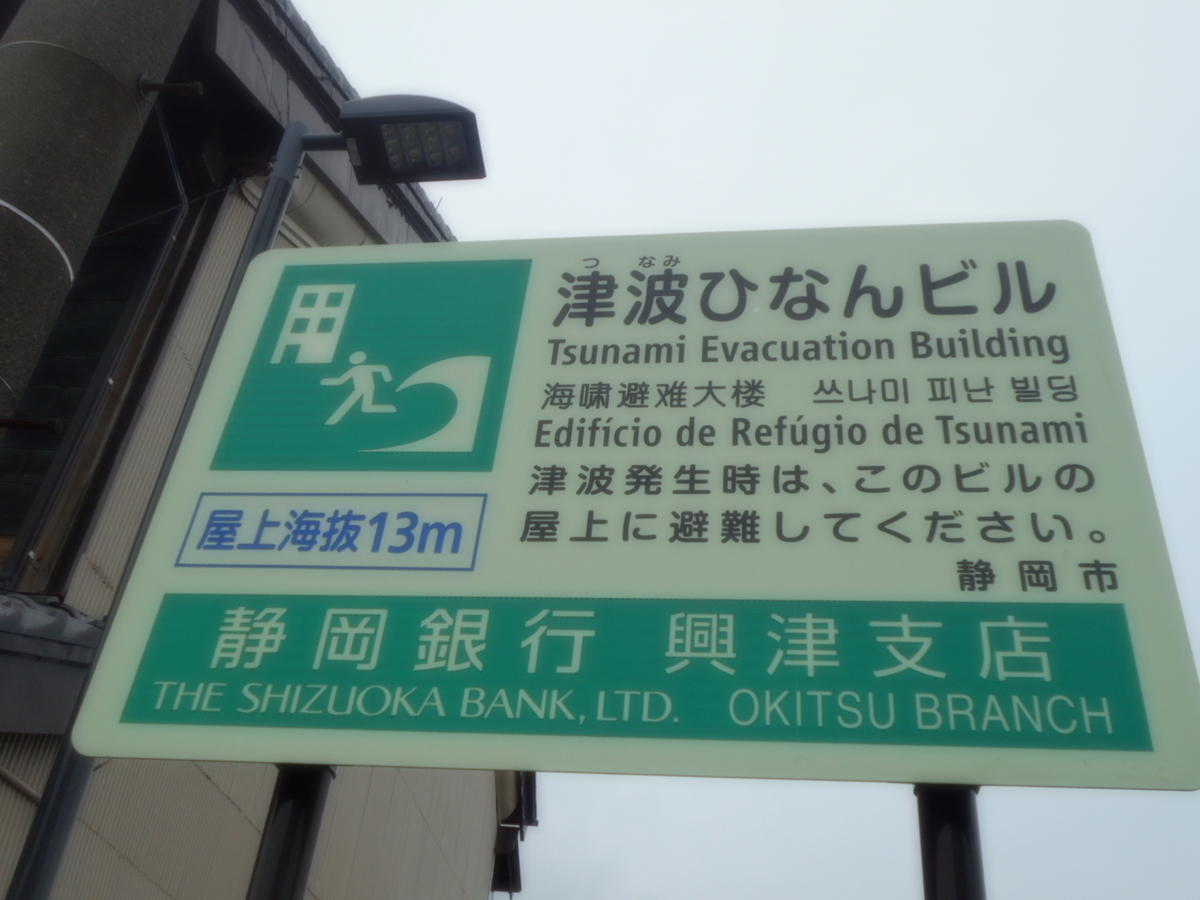 つなみ
津波ひなんビル
Tsunami Evacuation Building
海啸避难大楼 쓰나미 피난 빌딩
Edifício de Refúgio de Tsunami
津波発生時は、このビルの
屋上に避難してください。
静岡市
屋上海抜13m
静岡銀行 興津支店
THE SHIZUOKA BANK, LTD. OKITSU BRANCH